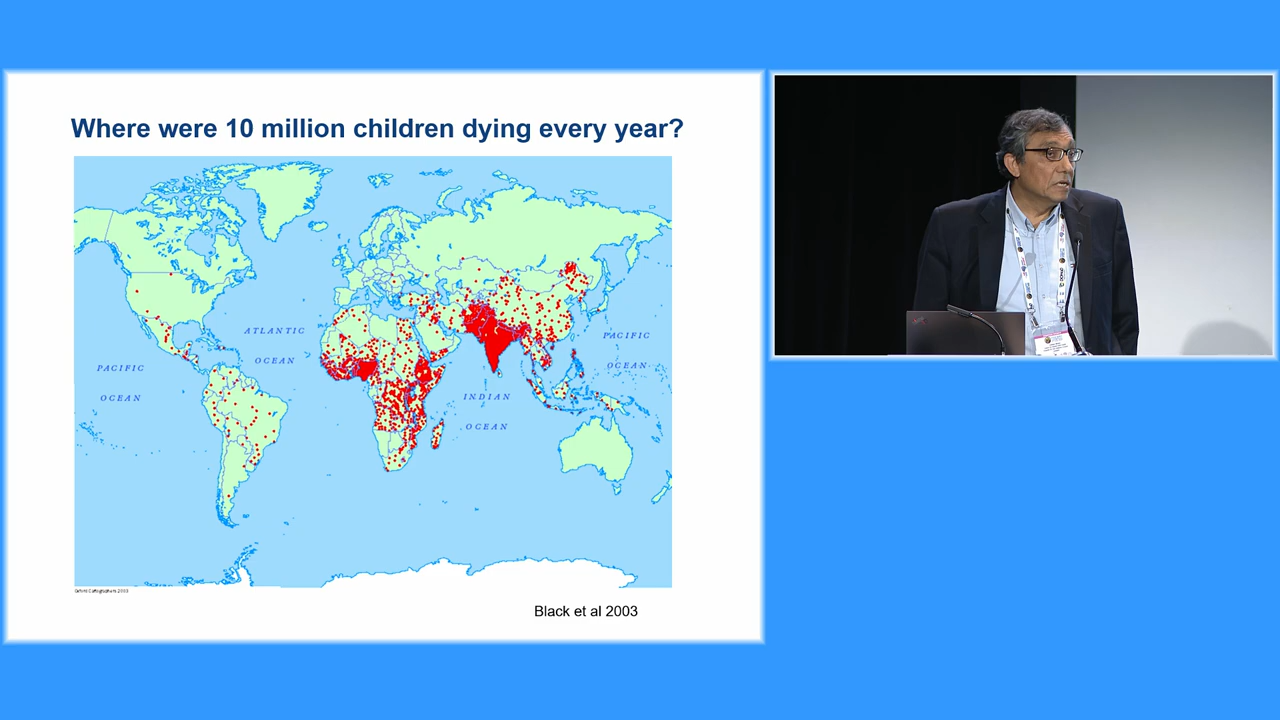 Where were 10 million children dying every year?
ATLANTIC
OCEAN
PACIFIC
OCEAN
PACIFIC
OCEAN
INDIAN
OCEAN
Black et al 2003